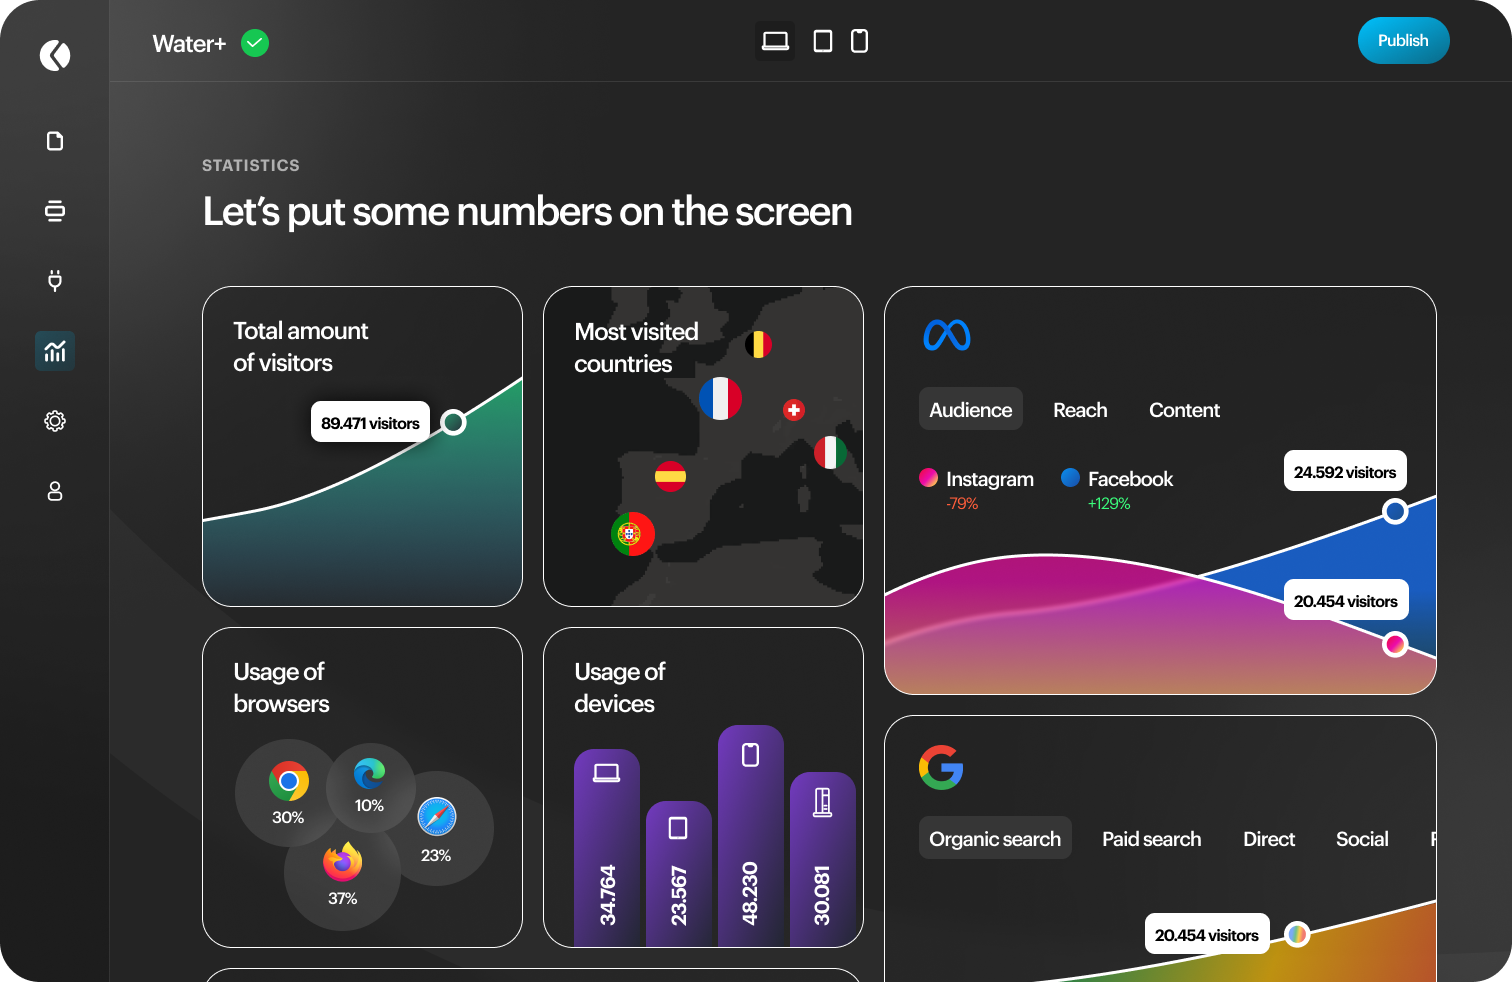 Water+
Publish
STATISTICS
Let's put some numbers on the screen
Total amount
of visitors
89.471 visitors
Most visited
countries
Audience
Reach
Content
Instagram
-79%
Facebook
+129%
24.592 visitors
20.454 visitors
Usage of
browsers
30%
10%
23%
37%
Usage of
devices
34.764
23.567
48.230
30.081
Organic search
Paid search
Direct
Social
20.454 visitors